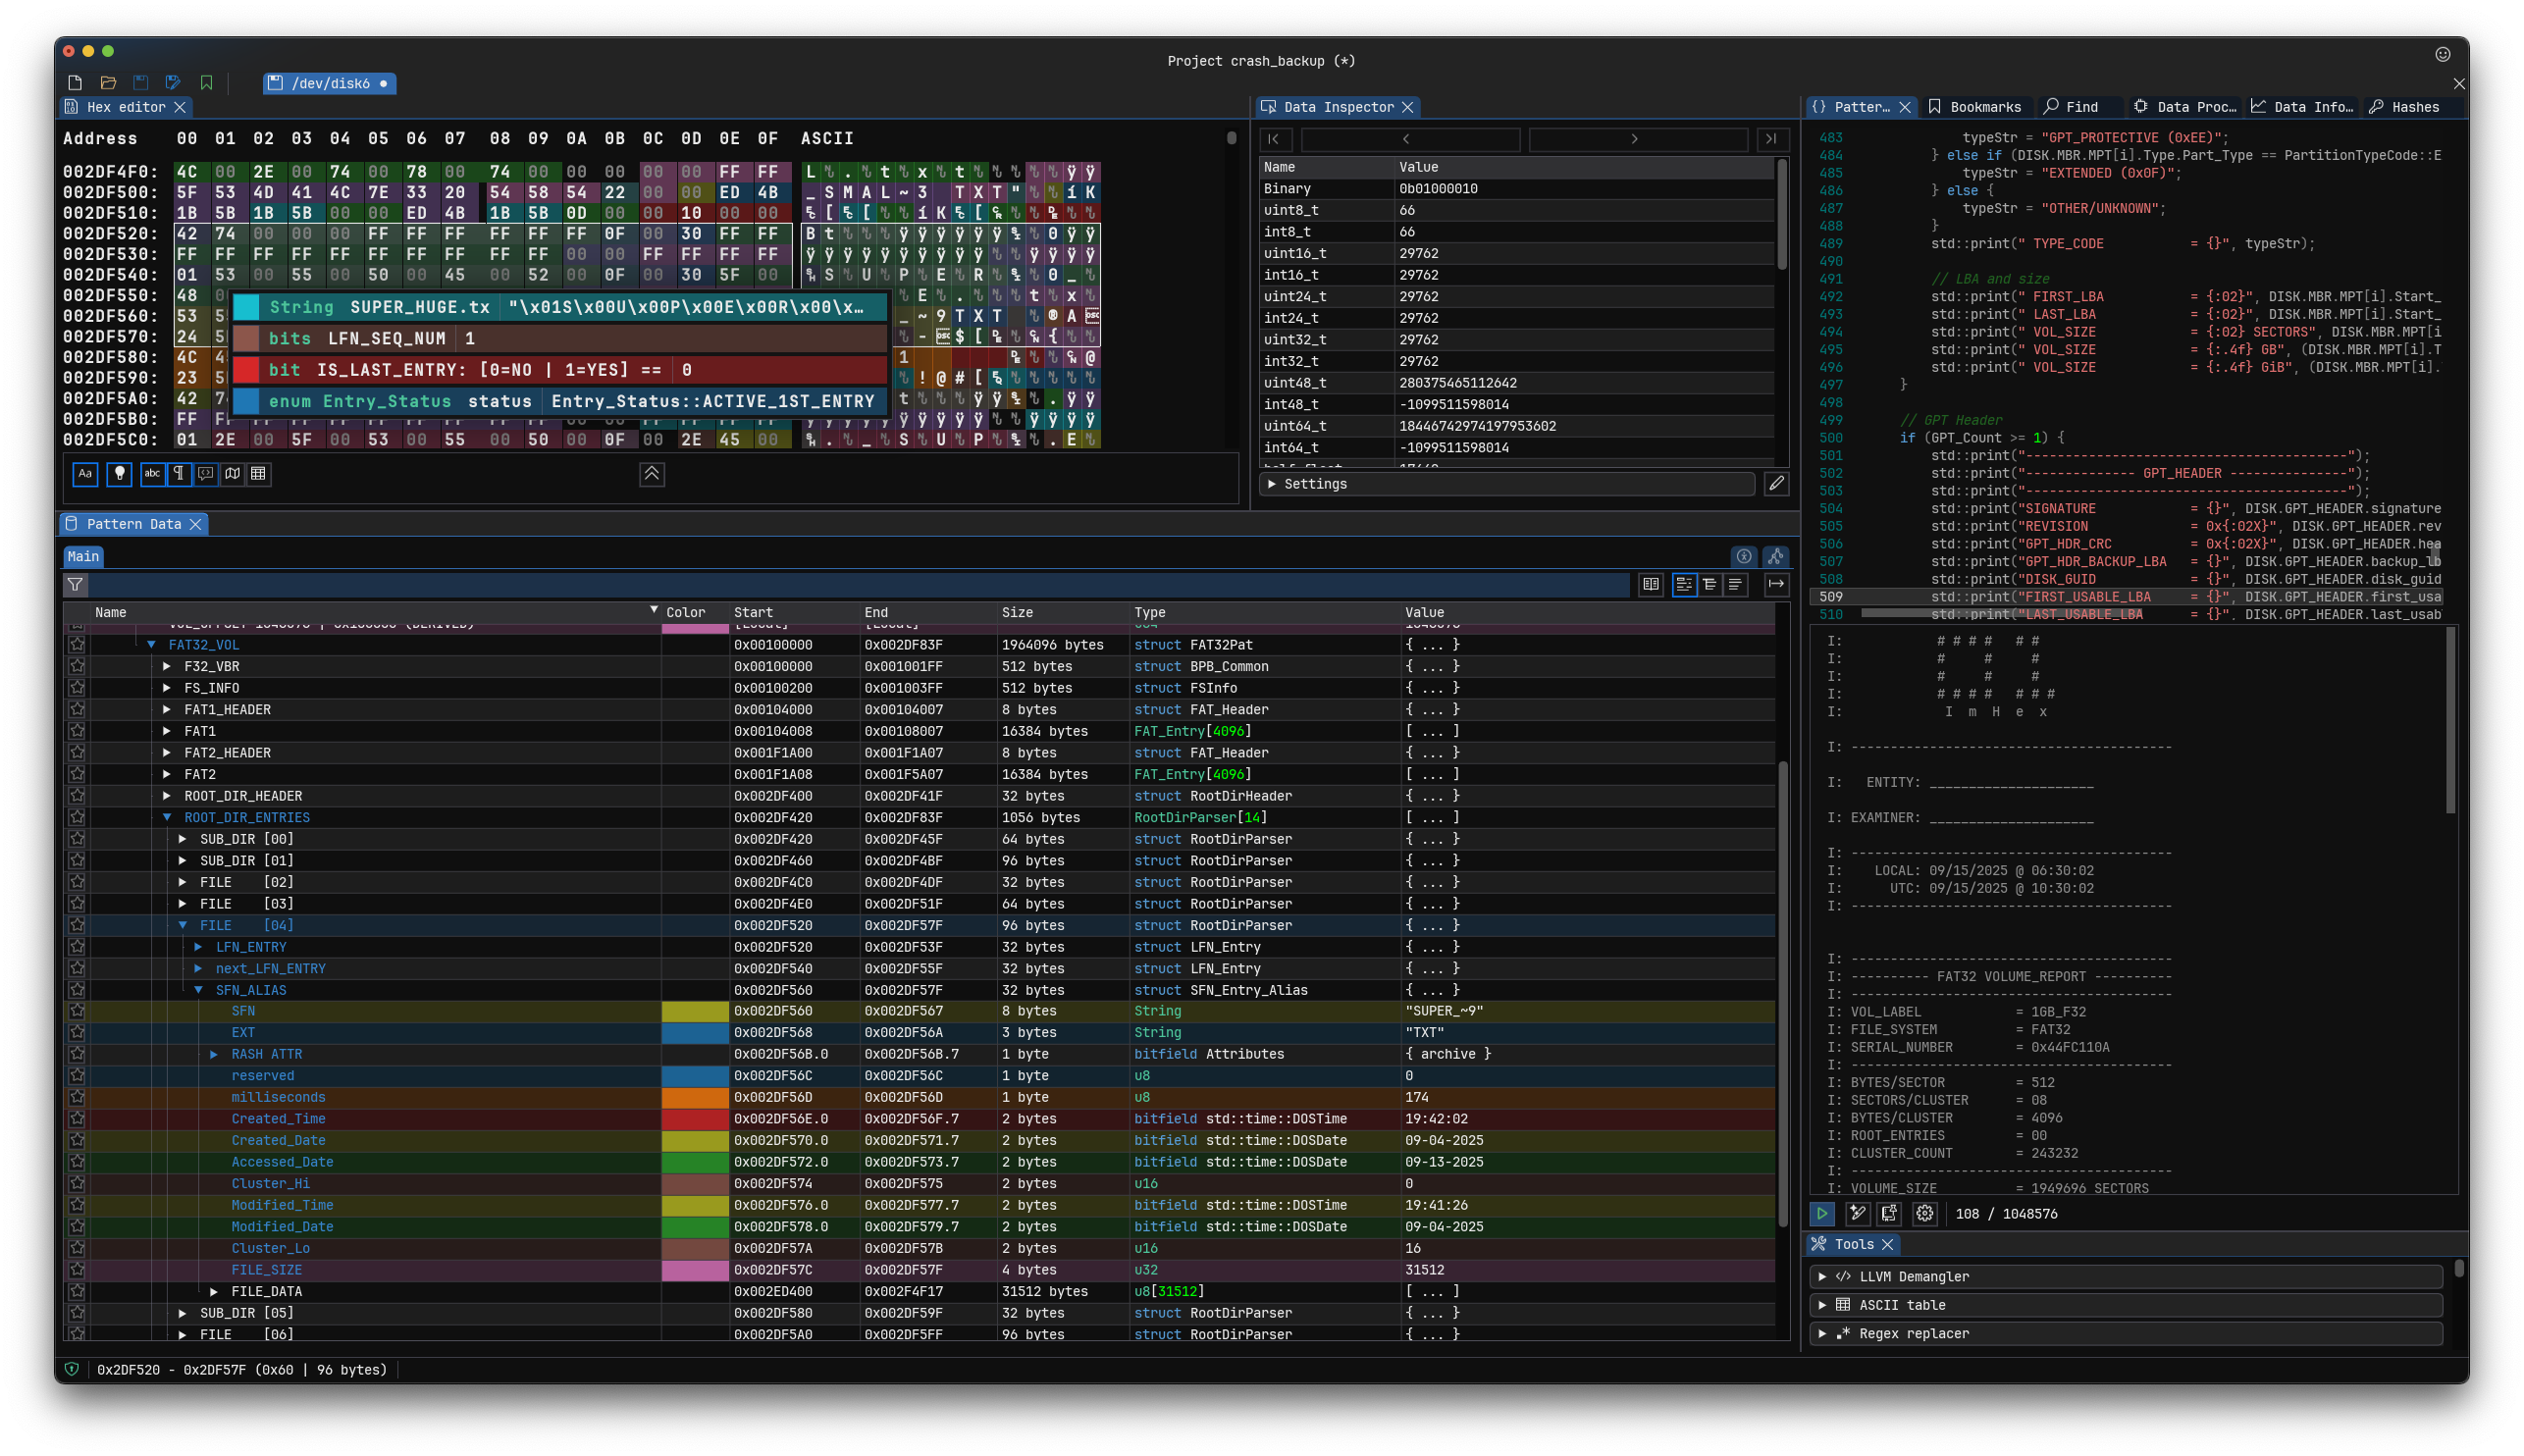 Project crash_backup (*)
/dev/disk6
Hex editor
Address 00 01 02 03 04 05 06 07 08 09 0A 0B 0C 0D 0E 0F ASCII
002DF4F0: 4C 00 2E 00 74 00 78 00 74 00 00 00 00 00 FF FF
002DF500: 5F 53 4D 41 4C 7E 33 20 54 58 54 22 00 00 ED 4B
002DF510: 1B 5B 1B 5B 00 00 ED 4B 1B 5B 0D 00 00 10 00 00
002DF520: 42 74 00 00 00 FF FF FF FF FF FF 0F 00 30 FF FF
002DF530: FF FF FF FF FF FF FF FF FF FF 00 00 FF FF FF FF
002DF540: 01 53 00 55 00 50 00 45 00 52 00 0F 00 30 5F 00
002DF550: 48
002DF560: 53
002DF570: 24
002DF580: 4C
002DF590: 23
002DF5A0: 42
002DF5B0: FF
002DF5C0: 01 2E 00 5F 00 53 00 55 00 50 00 0F 00 2E 45 00
String SUPER_HUGE.tx "\x01S\x00U\x00P\x00E\x00R\x00\x…
bits LFN_SEQ_NUM 1
bit IS_LAST_ENTRY: [0=NO | 1=YES] == 0
enum Entry_Status status Entry_Status::ACTIVE_1ST_ENTRY
Aa abc
Data Inspector
Name Value
Binary 0b01000010
uint8_t 66
int8_t 66
uint16_t 29762
int16_t 29762
uint24_t 29762
int24_t 29762
uint32_t 29762
int32_t 29762
uint48_t 280375465112642
int48_t -1099511598014
uint64_t 18446742974197953602
int64_t -1099511598014
Settings
Patter… Bookmarks Find Data Proc… Data Info… Hashes
483 typeStr = "GPT_PROTECTIVE (0xEE)";
484 } else if (DISK.MBR.MPT[i].Type.Part_Type == PartitionTypeCode::E
485 typeStr = "EXTENDED (0x0F)";
486 } else {
487 typeStr = "OTHER/UNKNOWN";
488 }
489 std::print(" TYPE_CODE = {}", typeStr);
490
491 // LBA and size
492 std::print(" FIRST_LBA = {:02}", DISK.MBR.MPT[i].Start_
493 std::print(" LAST_LBA = {:02}", DISK.MBR.MPT[i].Start_
494 std::print(" VOL_SIZE = {:02} SECTORS", DISK.MBR.MPT[i
495 std::print(" VOL_SIZE = {:.4f} GB", (DISK.MBR.MPT[i].T
496 std::print(" VOL_SIZE = {:.4f} GiB", (DISK.MBR.MPT[i].
497 }
498
499 // GPT Header
500 if (GPT_Count >= 1) {
501 std::print("-----------------------------------------");
502 std::print("-------------- GPT_HEADER ---------------");
503 std::print("-----------------------------------------");
504 std::print("SIGNATURE = {}", DISK.GPT_HEADER.signature
505 std::print("REVISION = 0x{:02X}", DISK.GPT_HEADER.rev
506 std::print("GPT_HDR_CRC = 0x{:02X}", DISK.GPT_HEADER.hea
507 std::print("GPT_HDR_BACKUP_LBA = {}", DISK.GPT_HEADER.backup_lb
508 std::print("DISK_GUID = {}", DISK.GPT_HEADER.disk_guid
509 std::print("FIRST_USABLE_LBA = {}", DISK.GPT_HEADER.first_usa
510 std::print("LAST_USABLE_LBA = {}", DISK.GPT_HEADER.last_usab
Pattern Data
Main
Name Color Start End Size Type Value
FAT32_VOL 0x00100000 0x002DF83F 1964096 bytes struct FAT32Pat { ... }
F32_VBR 0x00100000 0x001001FF 512 bytes struct BPB_Common { ... }
FS_INFO 0x00100200 0x001003FF 512 bytes struct FSInfo { ... }
FAT1_HEADER 0x00104000 0x00104007 8 bytes struct FAT_Header { ... }
FAT1 0x00104008 0x00108007 16384 bytes FAT_Entry[4096] [ ... ]
FAT2_HEADER 0x001F1A00 0x001F1A07 8 bytes struct FAT_Header { ... }
FAT2 0x001F1A08 0x001F5A07 16384 bytes FAT_Entry[4096] [ ... ]
ROOT_DIR_HEADER 0x002DF400 0x002DF41F 32 bytes struct RootDirHeader { ... }
ROOT_DIR_ENTRIES 0x002DF420 0x002DF83F 1056 bytes RootDirParser[14] [ ... ]
SUB_DIR [00] 0x002DF420 0x002DF45F 64 bytes struct RootDirParser { ... }
SUB_DIR [01] 0x002DF460 0x002DF4BF 96 bytes struct RootDirParser { ... }
FILE [02] 0x002DF4C0 0x002DF4DF 32 bytes struct RootDirParser { ... }
FILE [03] 0x002DF4E0 0x002DF51F 64 bytes struct RootDirParser { ... }
FILE [04] 0x002DF520 0x002DF57F 96 bytes struct RootDirParser { ... }
LFN_ENTRY 0x002DF520 0x002DF53F 32 bytes struct LFN_Entry { ... }
next_LFN_ENTRY 0x002DF540 0x002DF55F 32 bytes struct LFN_Entry { ... }
SFN_ALIAS 0x002DF560 0x002DF57F 32 bytes struct SFN_Entry_Alias { ... }
SFN 0x002DF560 0x002DF567 8 bytes String "SUPER_~9"
EXT 0x002DF568 0x002DF56A 3 bytes String "TXT"
RASH ATTR 0x002DF56B.0 0x002DF56B.7 1 byte bitfield Attributes { archive }
reserved 0x002DF56C 0x002DF56C 1 byte u8 0
milliseconds 0x002DF56D 0x002DF56D 1 byte u8 174
Created_Time 0x002DF56E.0 0x002DF56F.7 2 bytes bitfield std::time::DOSTime 19:42:02
Created_Date 0x002DF570.0 0x002DF571.7 2 bytes bitfield std::time::DOSDate 09-04-2025
Accessed_Date 0x002DF572.0 0x002DF573.7 2 bytes bitfield std::time::DOSDate 09-13-2025
Cluster_Hi 0x002DF574 0x002DF575 2 bytes u16 0
Modified_Time 0x002DF576.0 0x002DF577.7 2 bytes bitfield std::time::DOSTime 19:41:26
Modified_Date 0x002DF578.0 0x002DF579.7 2 bytes bitfield std::time::DOSDate 09-04-2025
Cluster_Lo 0x002DF57A 0x002DF57B 2 bytes u16 16
FILE_SIZE 0x002DF57C 0x002DF57F 4 bytes u32 31512
FILE_DATA 0x002ED400 0x002F4F17 31512 bytes u8[31512] [ ... ]
SUB_DIR [05] 0x002DF580 0x002DF59F 32 bytes struct RootDirParser { ... }
FILE [06] 0x002DF5A0 0x002DF5FF 96 bytes struct RootDirParser { ... }
I: # # # # # #
I: # # #
I: # # #
I: # # # # # # #
I: I m H e x
I: -----------------------------------------
I: ENTITY: _____________________
I: EXAMINER: _____________________
I: -----------------------------------------
I: LOCAL: 09/15/2025 @ 06:30:02
I: UTC: 09/15/2025 @ 10:30:02
I: -----------------------------------------
I: -----------------------------------------
I: ---------- FAT32 VOLUME_REPORT ----------
I: -----------------------------------------
I: VOL_LABEL = 1GB_F32
I: FILE_SYSTEM = FAT32
I: SERIAL_NUMBER = 0x44FC110A
I: -----------------------------------------
I: BYTES/SECTOR = 512
I: SECTORS/CLUSTER = 08
I: BYTES/CLUSTER = 4096
I: ROOT_ENTRIES = 00
I: CLUSTER_COUNT = 243232
I: -----------------------------------------
I: VOLUME_SIZE = 1949696 SECTORS
108 / 1048576
Tools
LLVM Demangler
ASCII table
Regex replacer
0x2DF520 - 0x2DF57F (0x60 | 96 bytes)